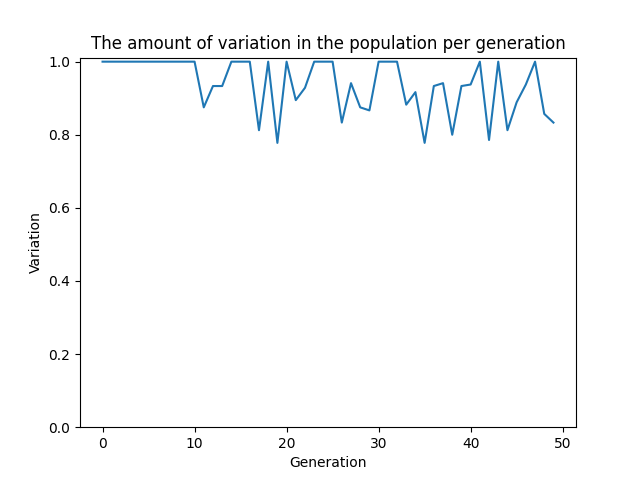 The amount of variation in the population per generation
1.0
0.8
0.6
0.4
0.2
0.0
Variation
0 10 20 30 40 50
Generation